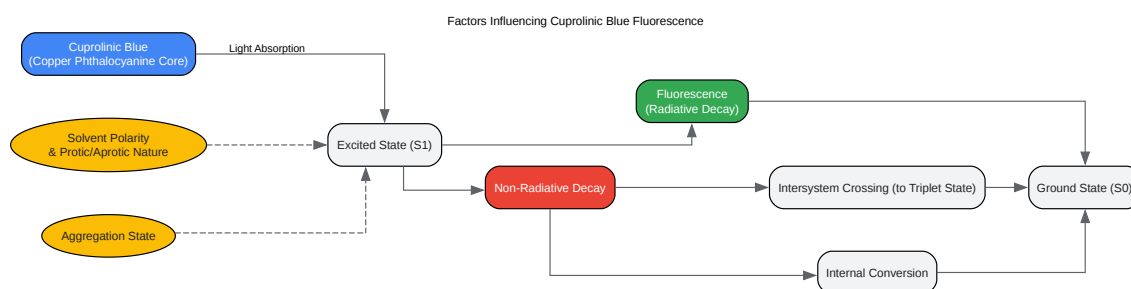 Factors Influencing Cuprolinic Blue Fluorescence
Cuprolinic Blue
(Copper Phthalocyanine Core)
Light Absorption
Fluorescence
(Radiative Decay)
Solvent Polarity
& Protic/Aprotic Nature
Excited State (S1)
Non-Radiative Decay
Intersystem Crossing (to Triplet State)
Ground State (S0)
Aggregation State
Internal Conversion